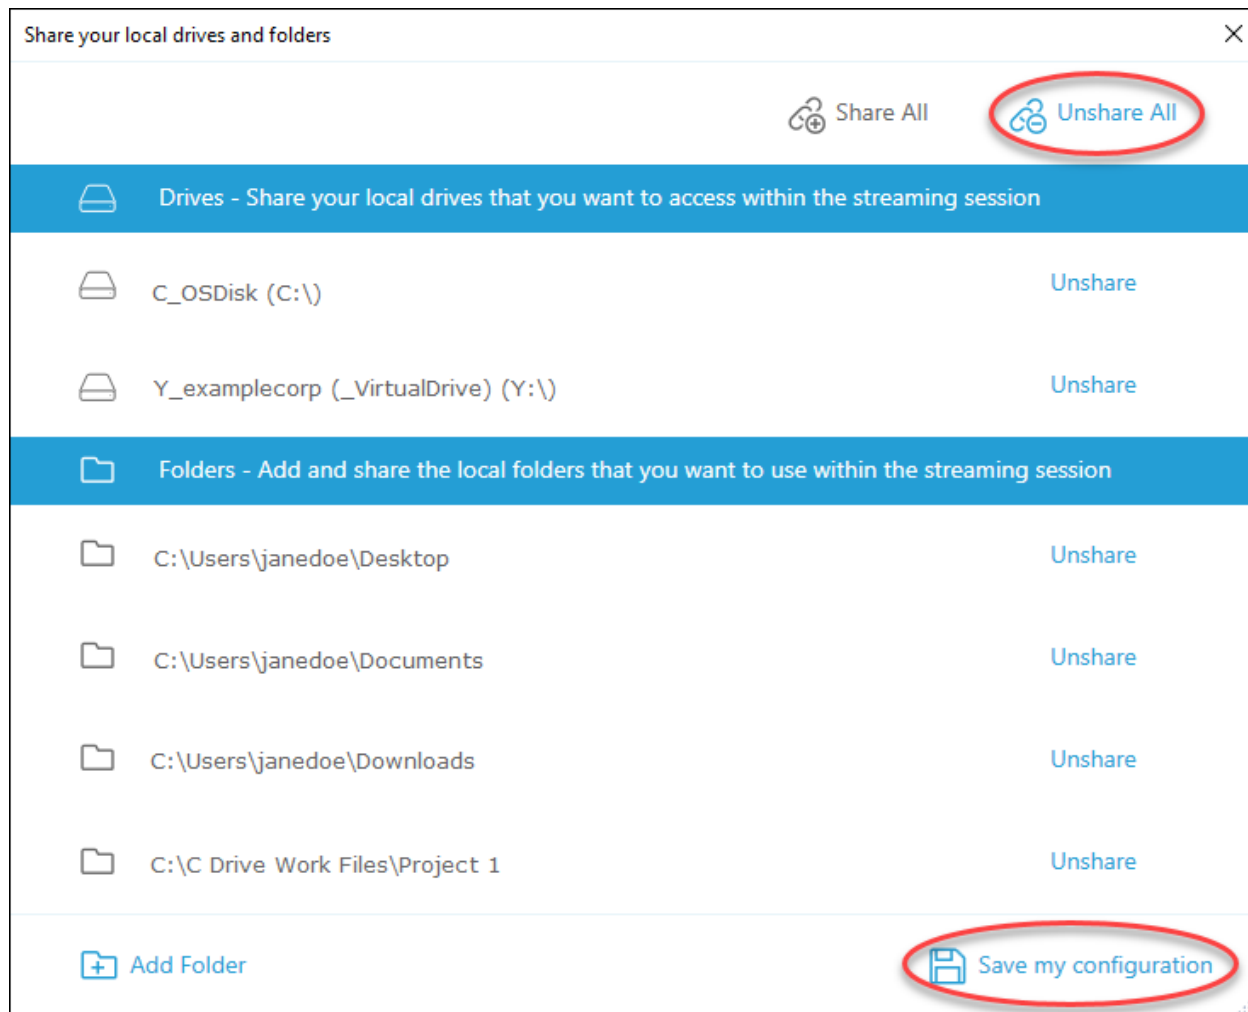 Share your local drives and folders
Share All
Unshare All
Drives - Share your local drives that you want to access within the streaming session
C_OSDisk (C:\)
Unshare
Y_examplecorp (_VirtualDrive) (Y:\)
Unshare
Folders - Add and share the local folders that you want to use within the streaming session
C:\Users\janedoe\Desktop
Unshare
C:\Users\janedoe\Documents
Unshare
C:\Users\janedoe\Downloads
Unshare
C:\C Drive Work Files\Project 1
Unshare
Add Folder
Save my configuration